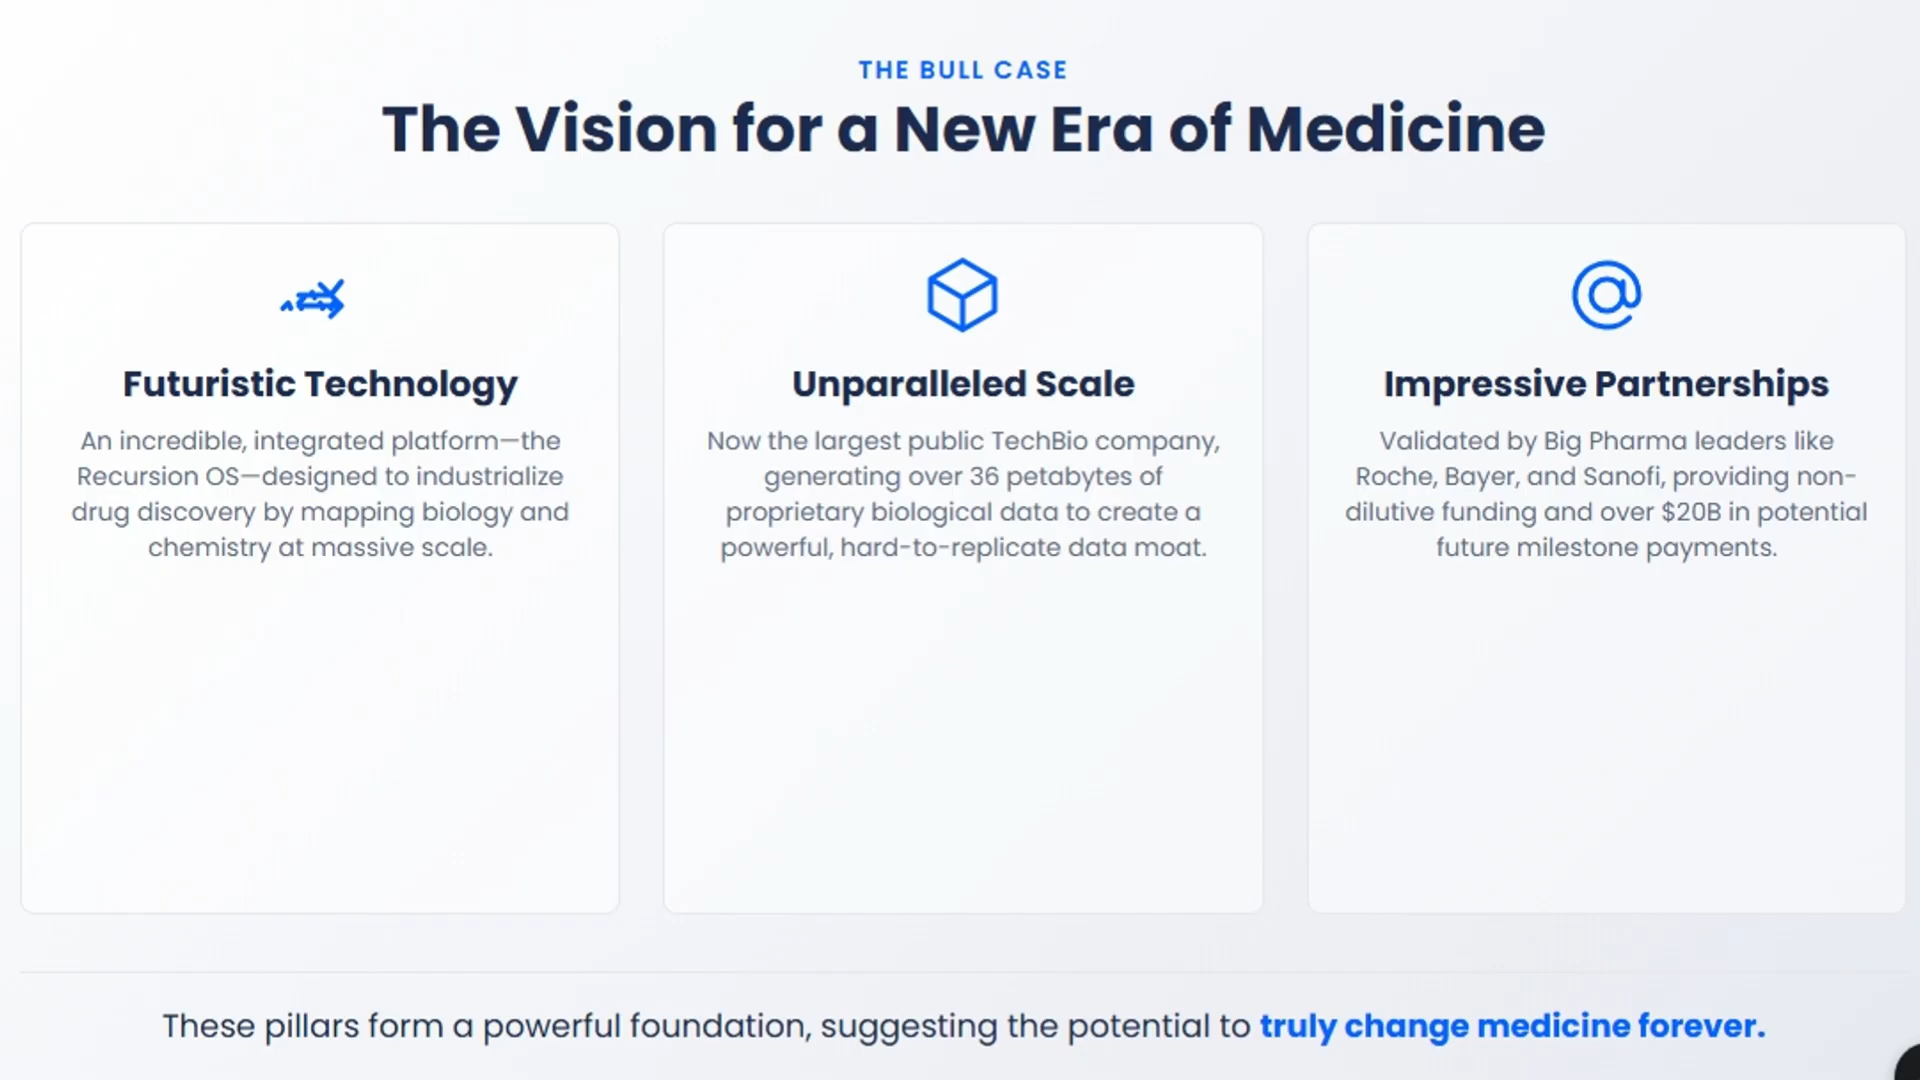 THE BULL CASE
The Vision for a New Era of Medicine
Futuristic Technology
An incredible, integrated platform—the
Recursion OS—designed to industrialize
drug discovery by mapping biology and
chemistry at massive scale.
Unparalleled Scale
Now the largest public TechBio company,
generating over 36 petabytes of
proprietary biological data to create a
powerful, hard-to-replicate data moat.
Impressive Partnerships
Validated by Big Pharma leaders like
Roche, Bayer, and Sanofi, providing non-
dilutive funding and over $20B in potential
future milestone payments.
These pillars form a powerful foundation, suggesting the potential to truly change medicine forever.